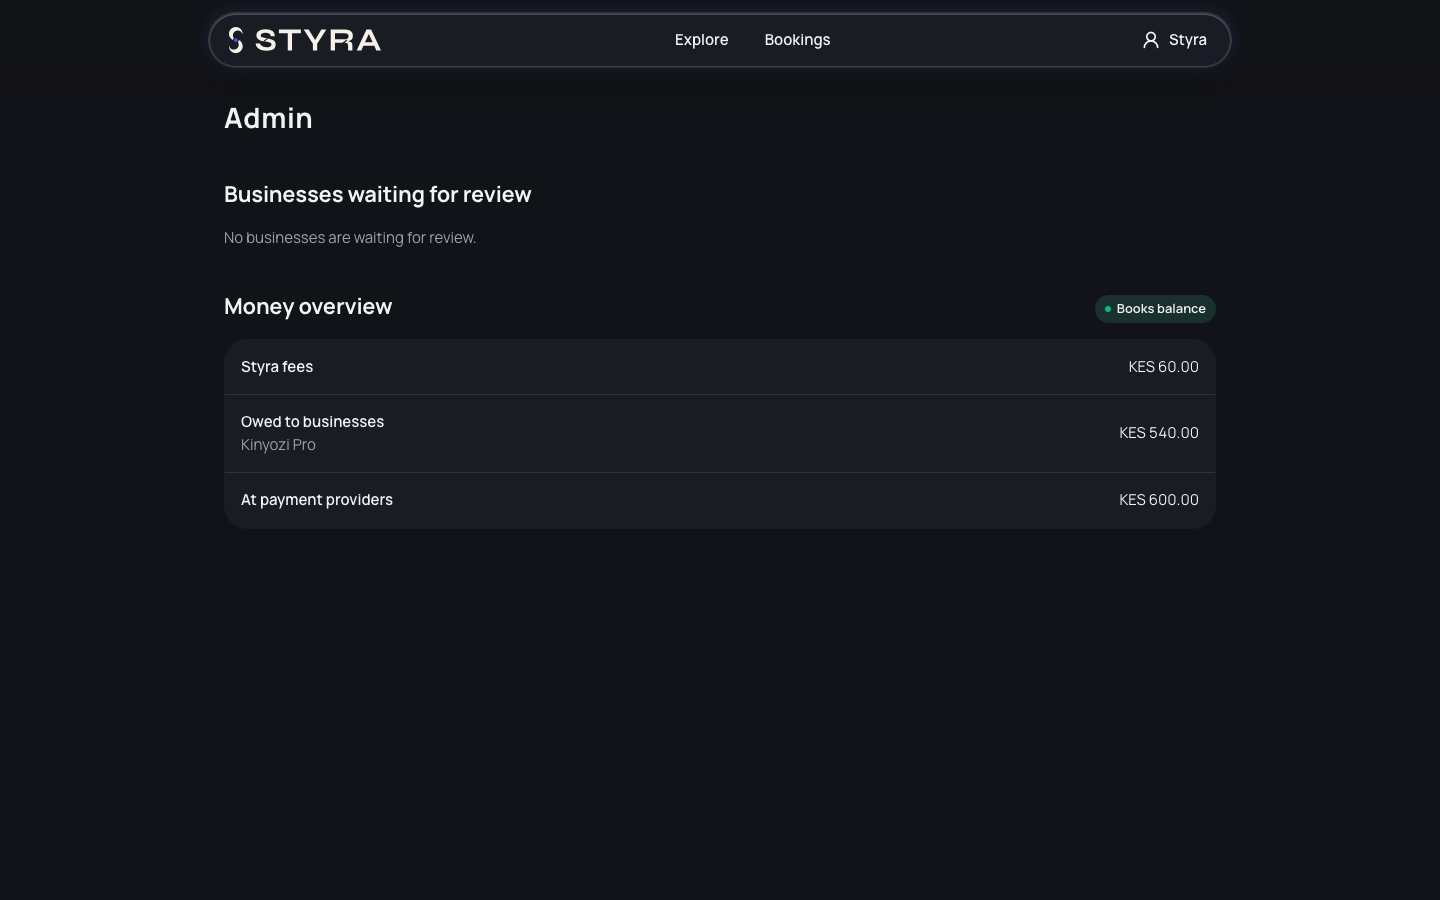 STYRA
Explore
Bookings
Styra
Admin
Businesses waiting for review
No businesses are waiting for review.
Money overview
Books balance
Styra fees
KES 60.00
Owed to businesses
Kinyozi Pro
KES 540.00
At payment providers
KES 600.00